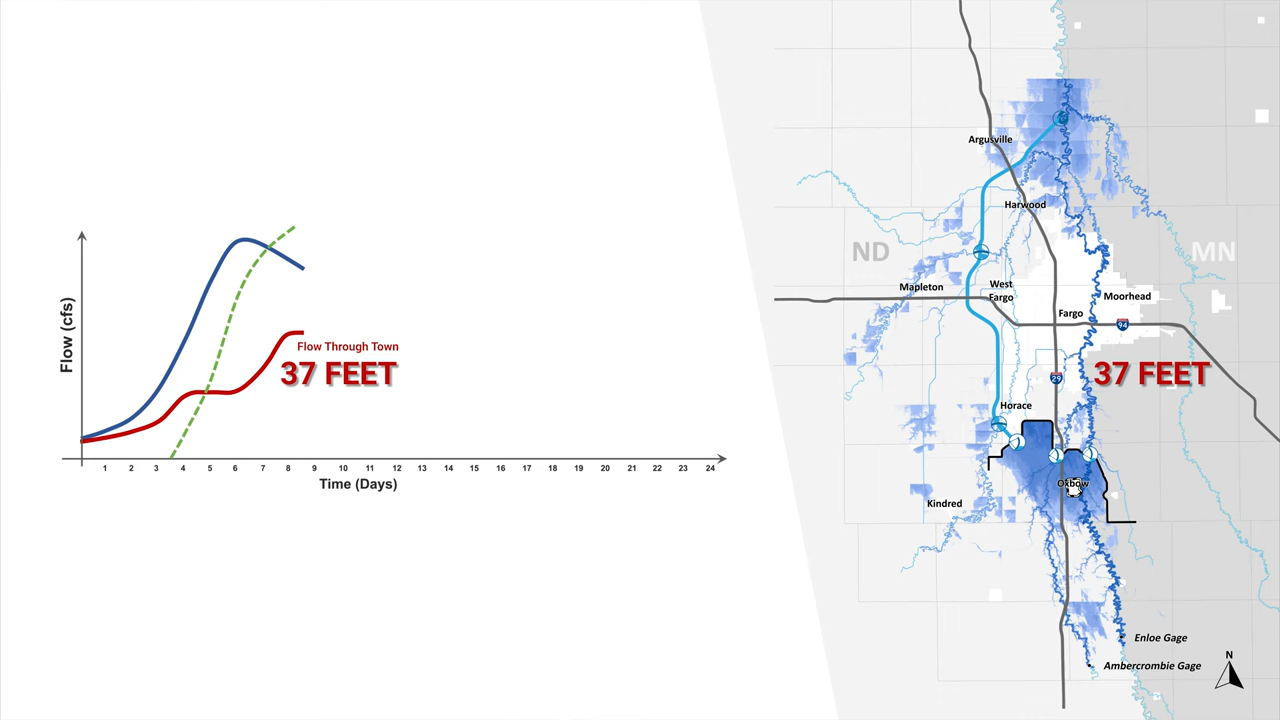 Flow (cfs)
Flow Through Town
37 FEET
1 2 3 4 5 6 7 8 9 10 11 12 13 14 15 16 17 18 19 20 21 22 23 24
Time (Days)
Argusville
Harwood
ND
MN
Mapleton
West
Fargo
Moorhead
Fargo
94
37 FEET
29
Horace
Oxbow
Kindred
Enloe Gage
Ambercrombie Gage
N